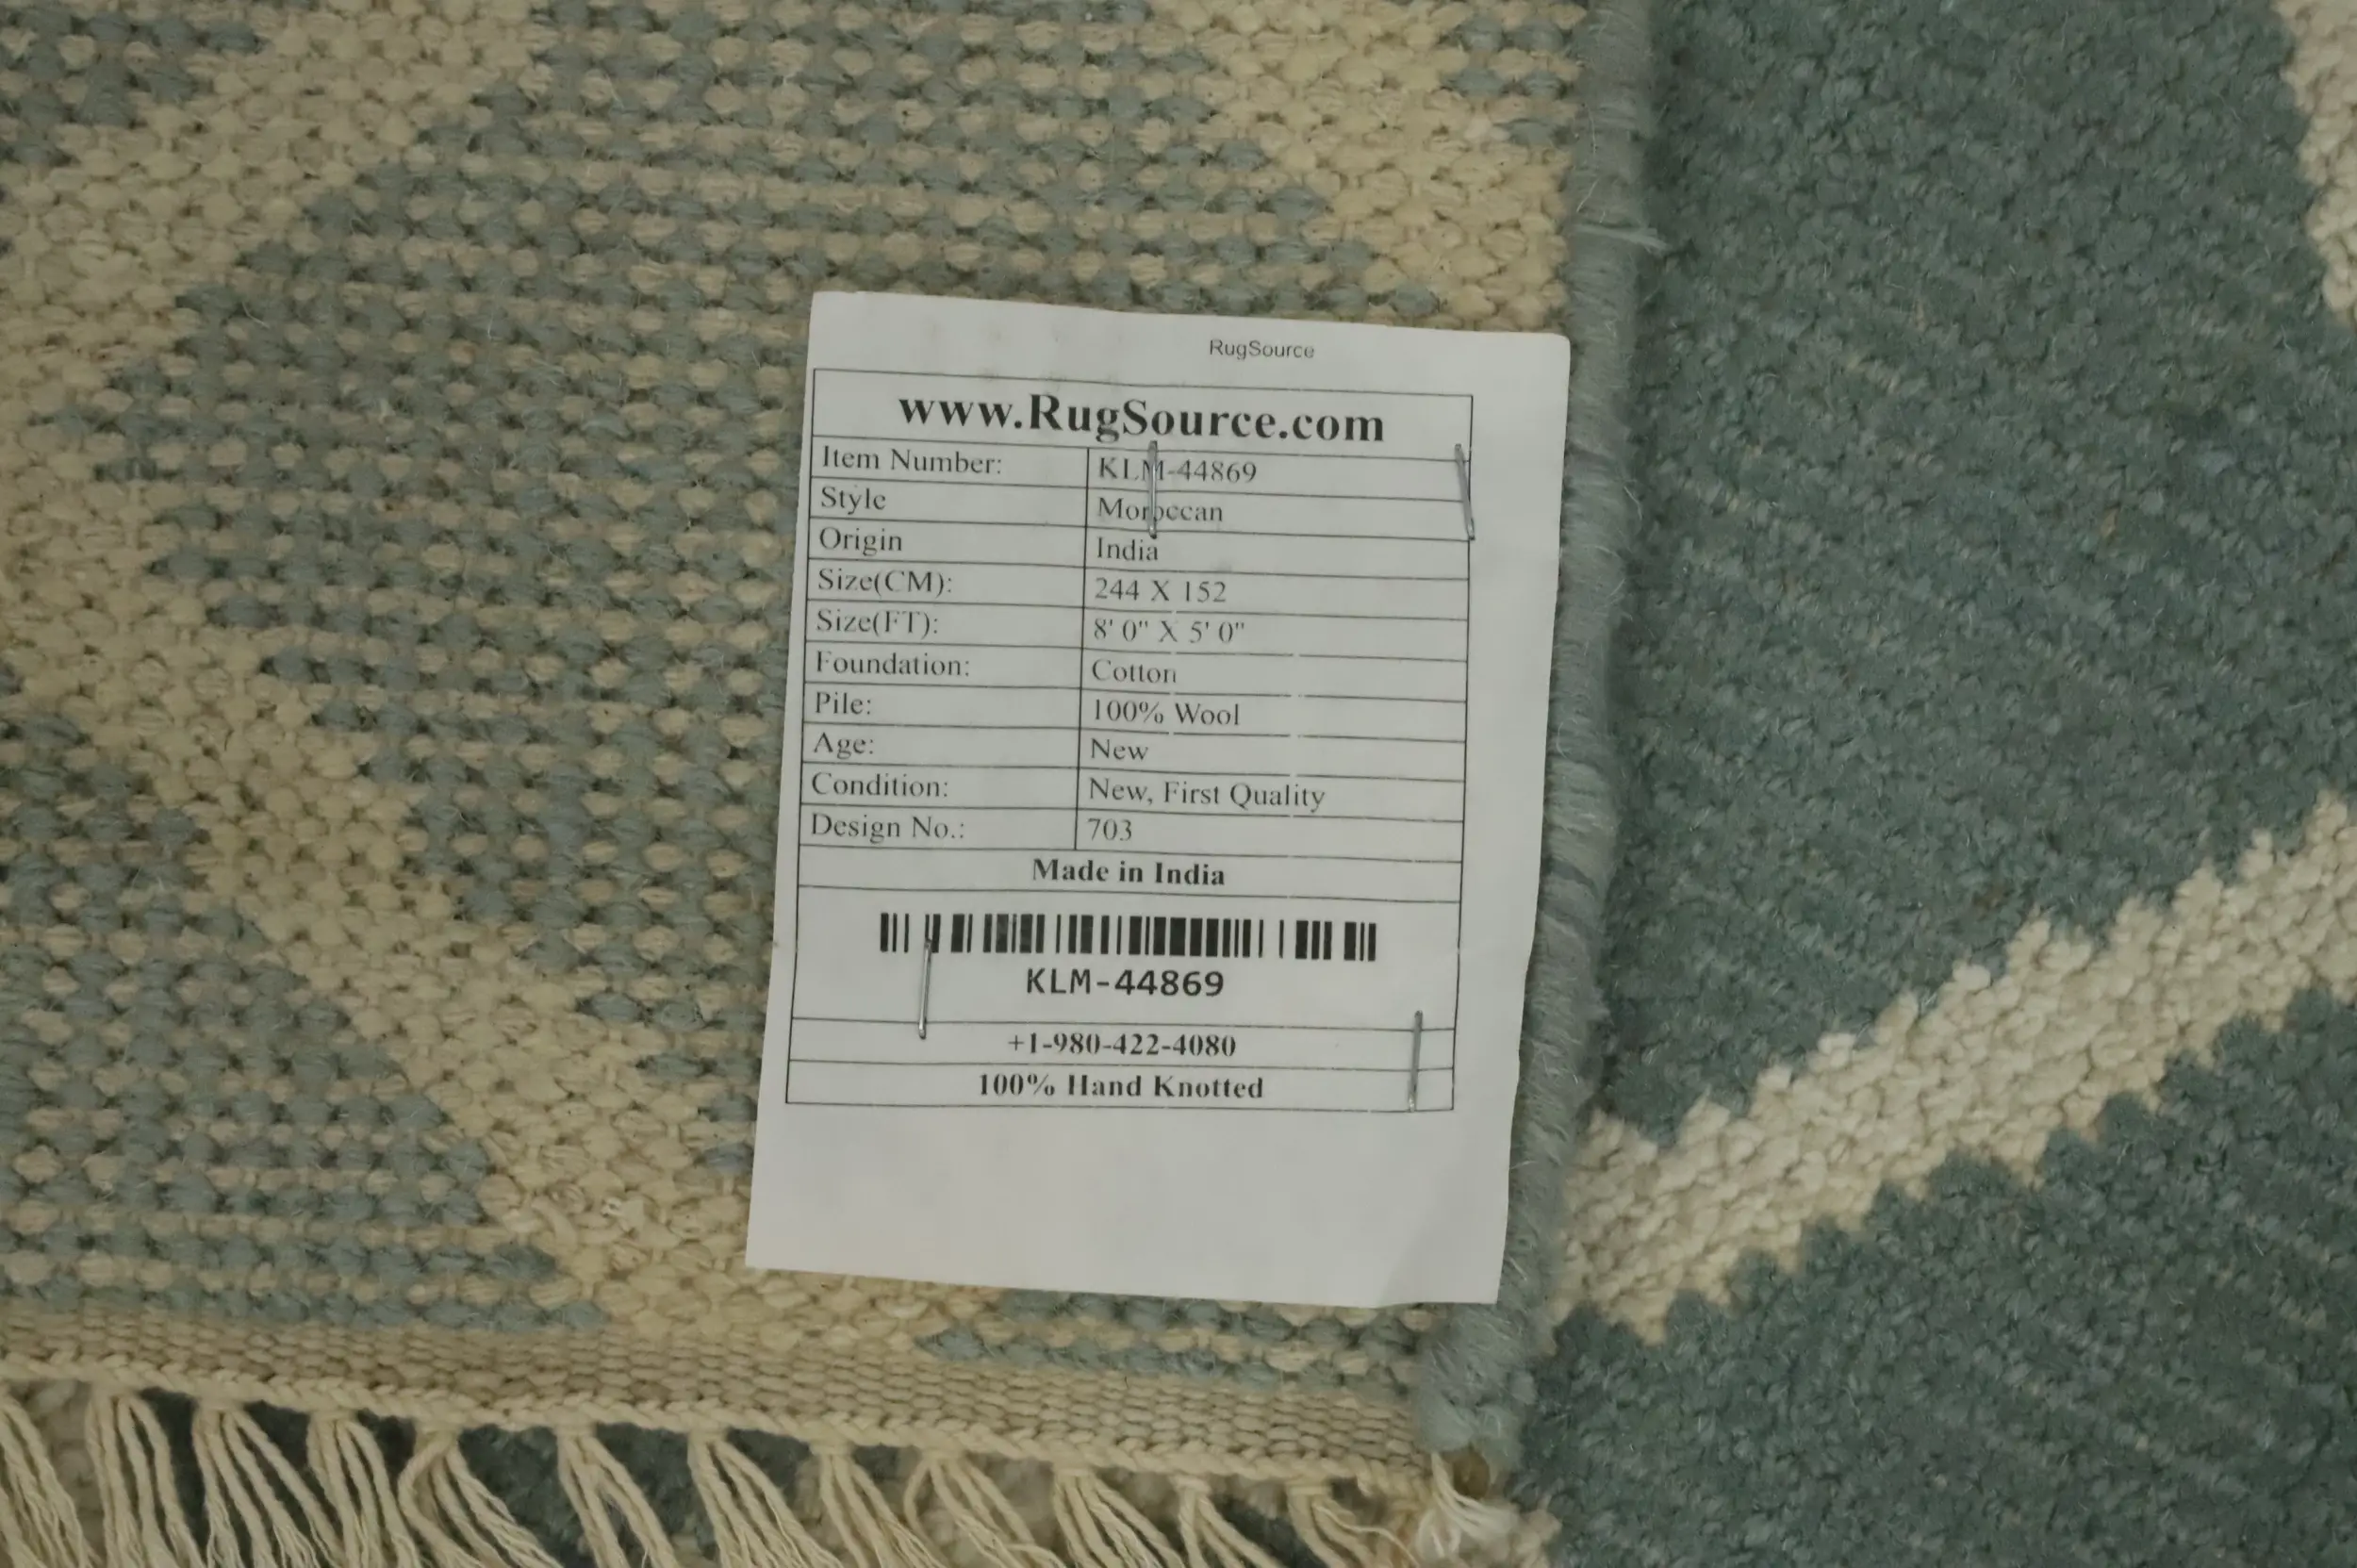 RugSource
www.RugSource.com
Item Number: KLM-44869
Style Moroccan
Origin India
Size(CM): 244 X 152
Size(FT): 8' 0" X 5' 0"
Foundation: Cotton
Pile: 100% Wool
Age: New
Condition: New, First Quality
Design No.: 703
Made in India
KLM-44869
+1-980-422-4080
100% Hand Knotted